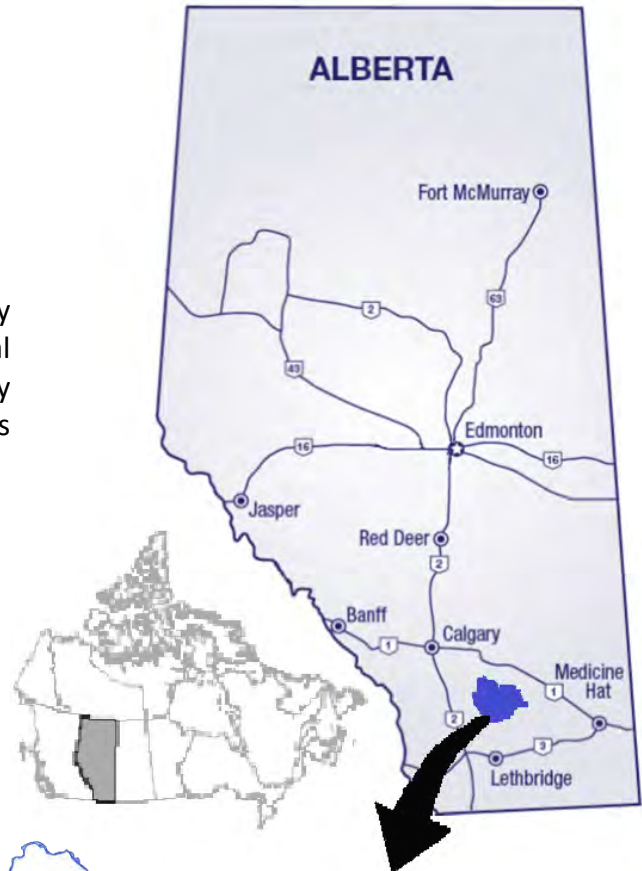 ALBERTA
Fort McMurray
63
2
43
y
al
y
s
Edmonton
16
16
Jasper
Red Deer
2
Banff
Calgary
1
Medicine
Hat
1
2
3
Lethbridge